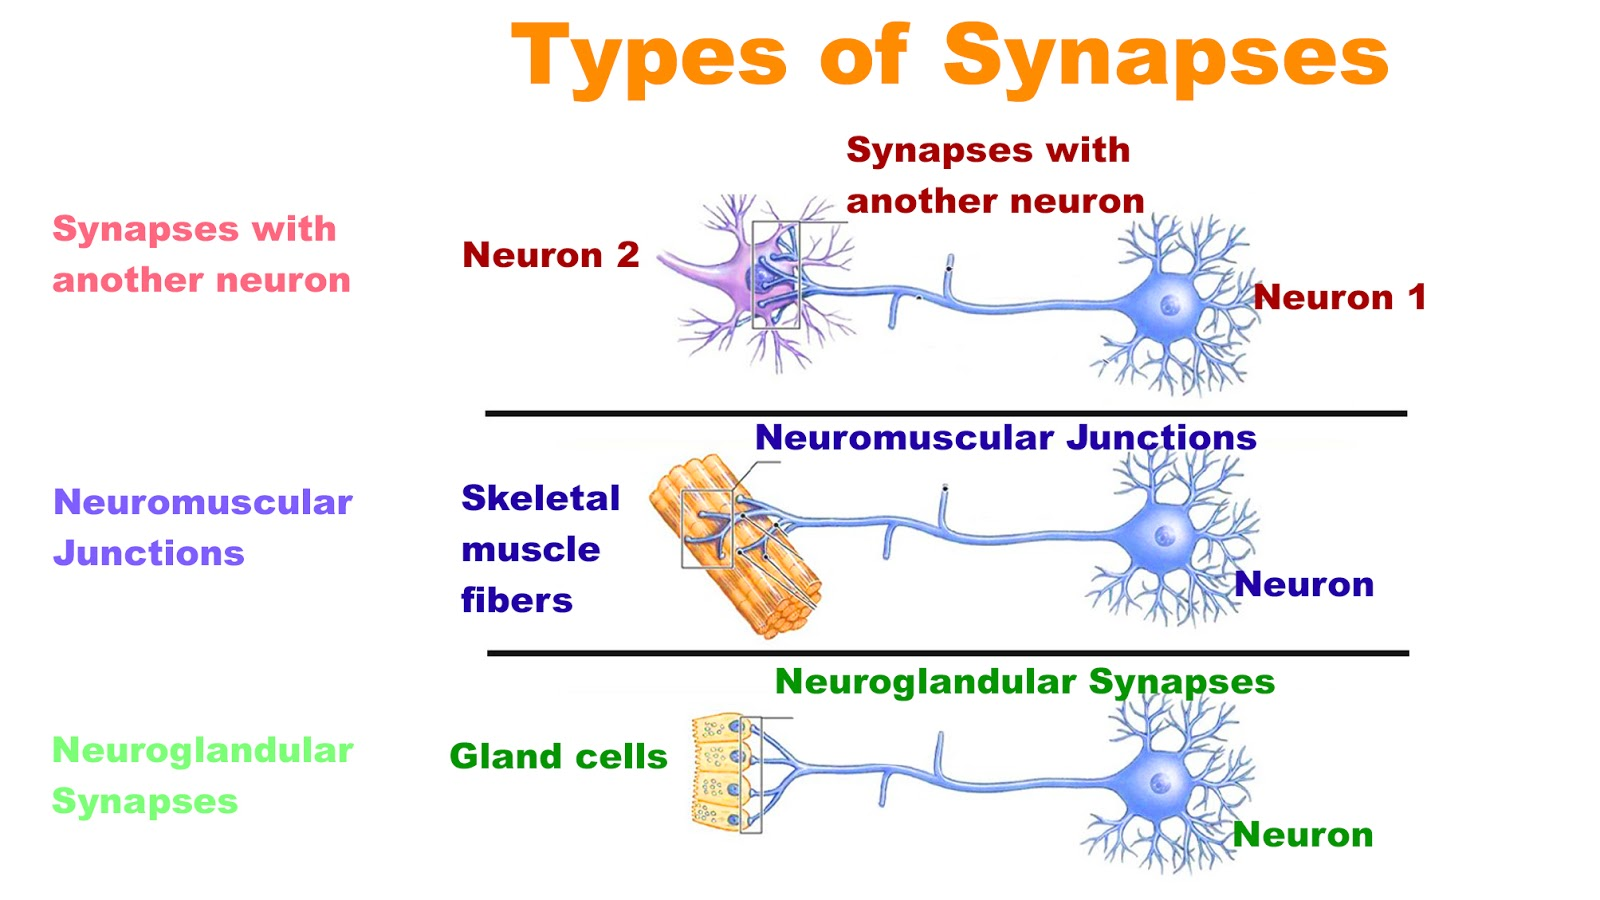 Types of Synapses
Synapses with
another neuron
Synapses with
another neuron
Neuron 2
Neuron 1
Neuromuscular Junctions
Neuromuscular
Junctions
Skeletal
muscle
fibers
Neuron
Neuroglandular Synapses
Neuroglandular
Synapses
Gland cells
Neuron